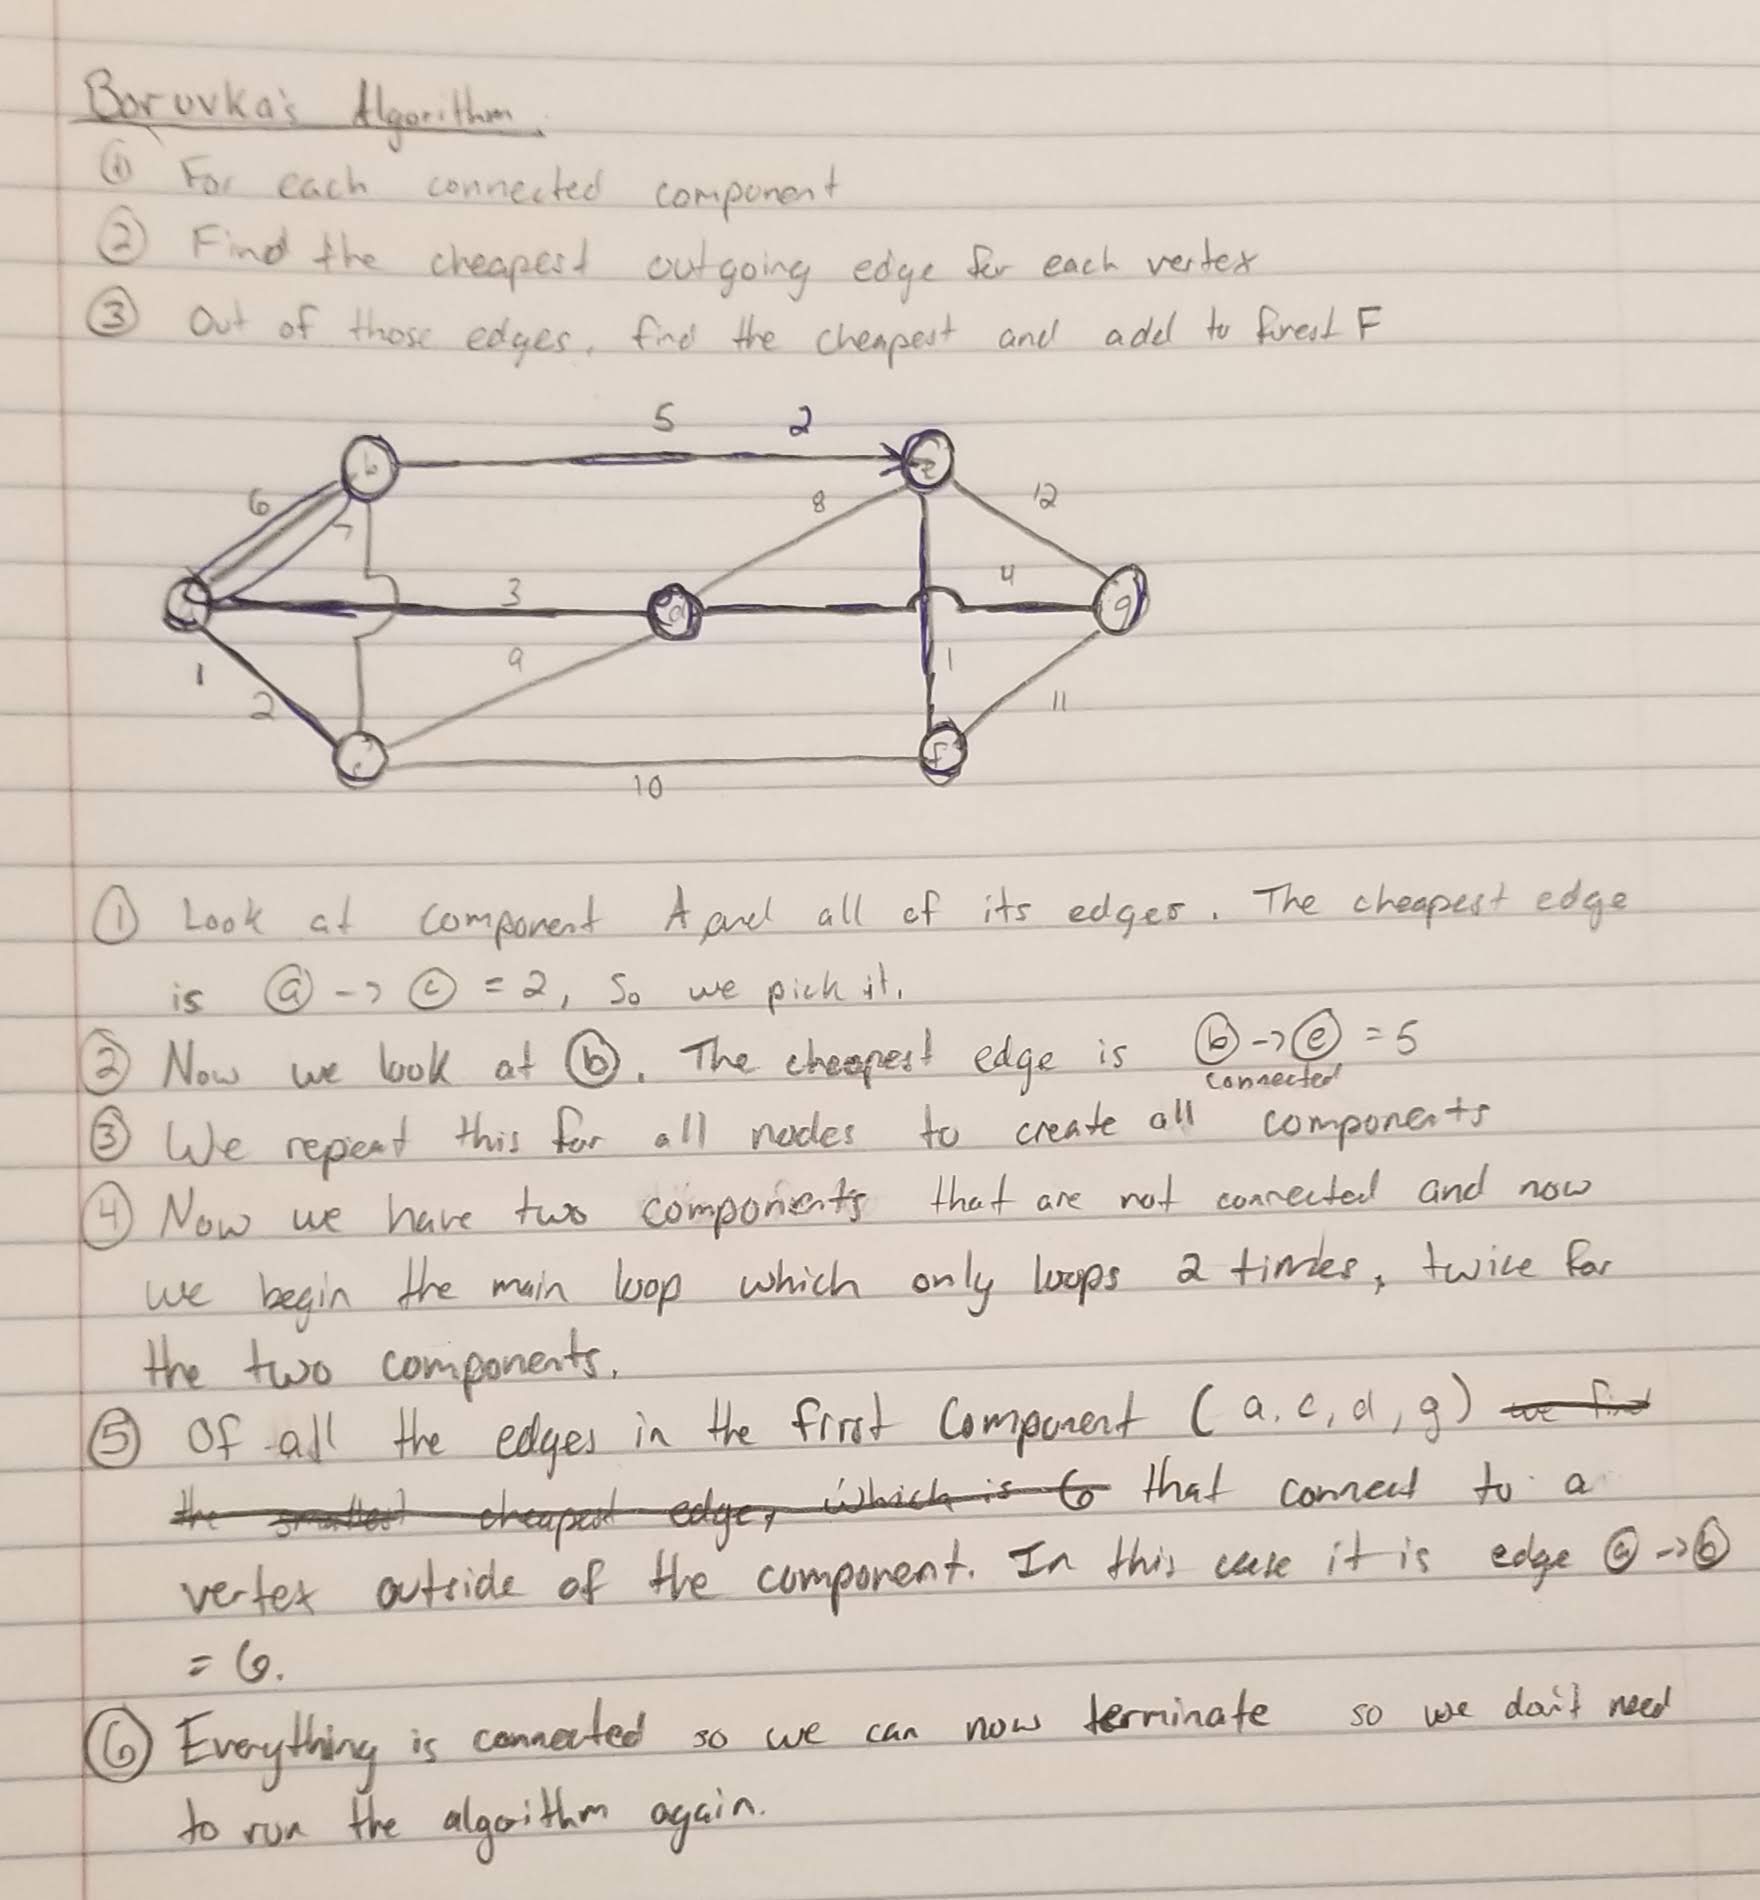 Boruvka's Algorithm
① For each connected component
② Find the cheapest outgoing edge for each vertex
③ Out of those edges, find the cheapest and add to forest F
5 2
b e
6 7 8 12
3 4
a d g
9 1
1 2 11
c f
10
① Look at component A and all of its edges. The cheapest edge
is ⓐ -> ⓒ = 2, So we pick it.
② Now we look at ⓑ. The cheapest edge is ⓑ -> ⓔ = 5
connected
③ We repeat this for all nodes to create all components
④ Now we have two components that are not connected and now
we begin the main loop which only loops 2 times, twice for
the two components.
⑤ Of all the edges in the first component (a, c, d, g) we find
the smallest cheapest edge, which is 6 that connect to a
vertex outside of the component. In this case it is edge ⓐ -> ⓑ
= 6.
⑥ Everything is connected so we can now terminate so we don't need
to run the algorithm again.